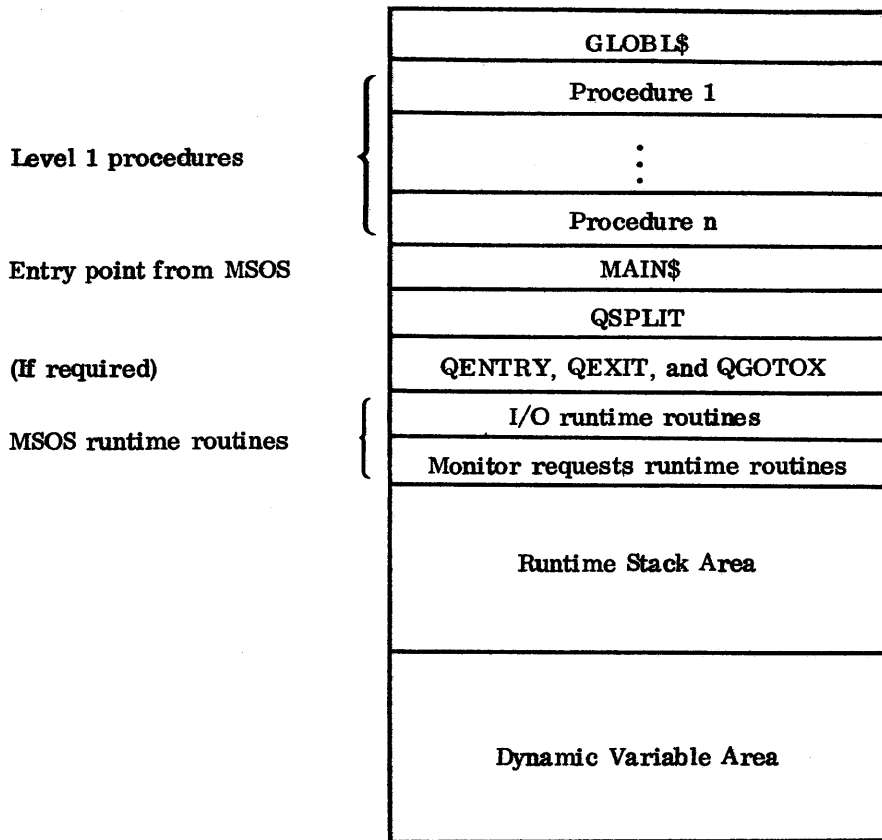 GLOBL$
Procedure 1
Level 1 procedures
Procedure n
Entry point from MSOS
MAIN$
QSPLIT
(If required)
QENTRY, QEXIT, and QGOTOX
I/O runtime routines
MSOS runtime routines
Monitor requests runtime routines
Runtime Stack Area
Dynamic Variable Area